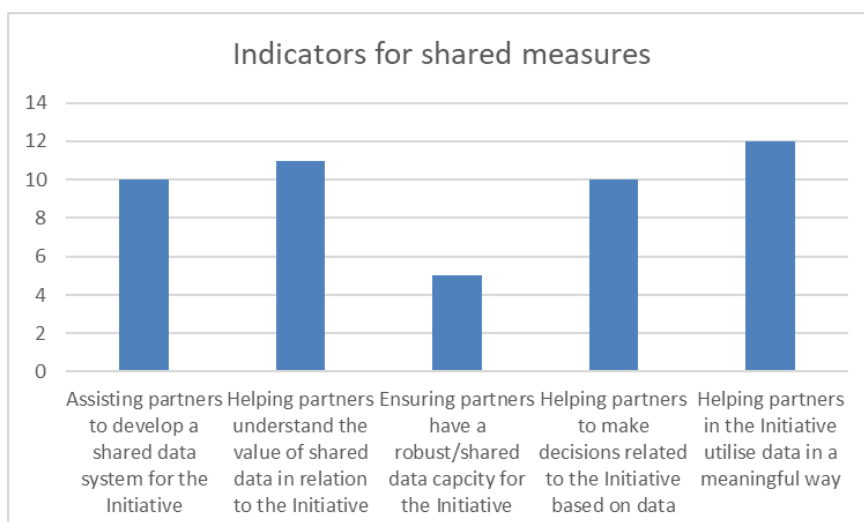 Indicators for shared measures
14
12
10
8
6
4
2
0
Assisting partners
to develop a
shared data
system for the
Initiative
Helping partners
understand the
value of shared
data in relation
to the Initiative
Ensuring partners
have a
robust/shared
data capcity for
the Initiative
Helping partners
to make
decisions related
to the Initiative
based on data
Helping partners
in the Initiative
utilise data in a
meaningful way